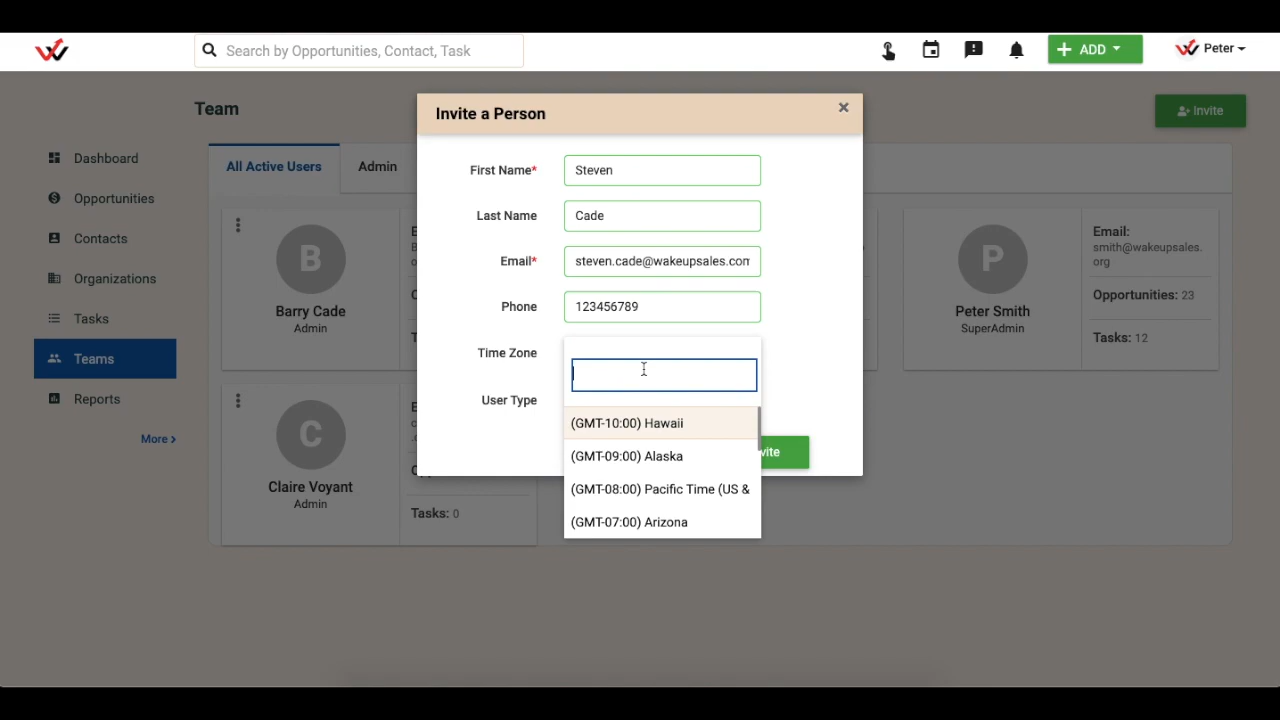 Search by Opportunities, Contact, Task
ADD
Peter
Team
Invite
Dashboard
Opportunities
Contacts
Organizations
Tasks
Teams
Reports
More >
All Active Users
Admin
B
Barry Cade
Admin
C
Claire Voyant
Admin
Tasks: 0
P
Peter Smith
SuperAdmin
Email:
smith@wakeupsales.
org
Opportunities: 23
Tasks: 12
Invite a Person
×
First Name*
Steven
Last Name
Cade
Email*
steven.cade@wakeupsales.com
Phone
123456789
Time Zone
User Type
(GMT-10:00) Hawaii
(GMT-09:00) Alaska
(GMT-08:00) Pacific Time (US &
(GMT-07:00) Arizona